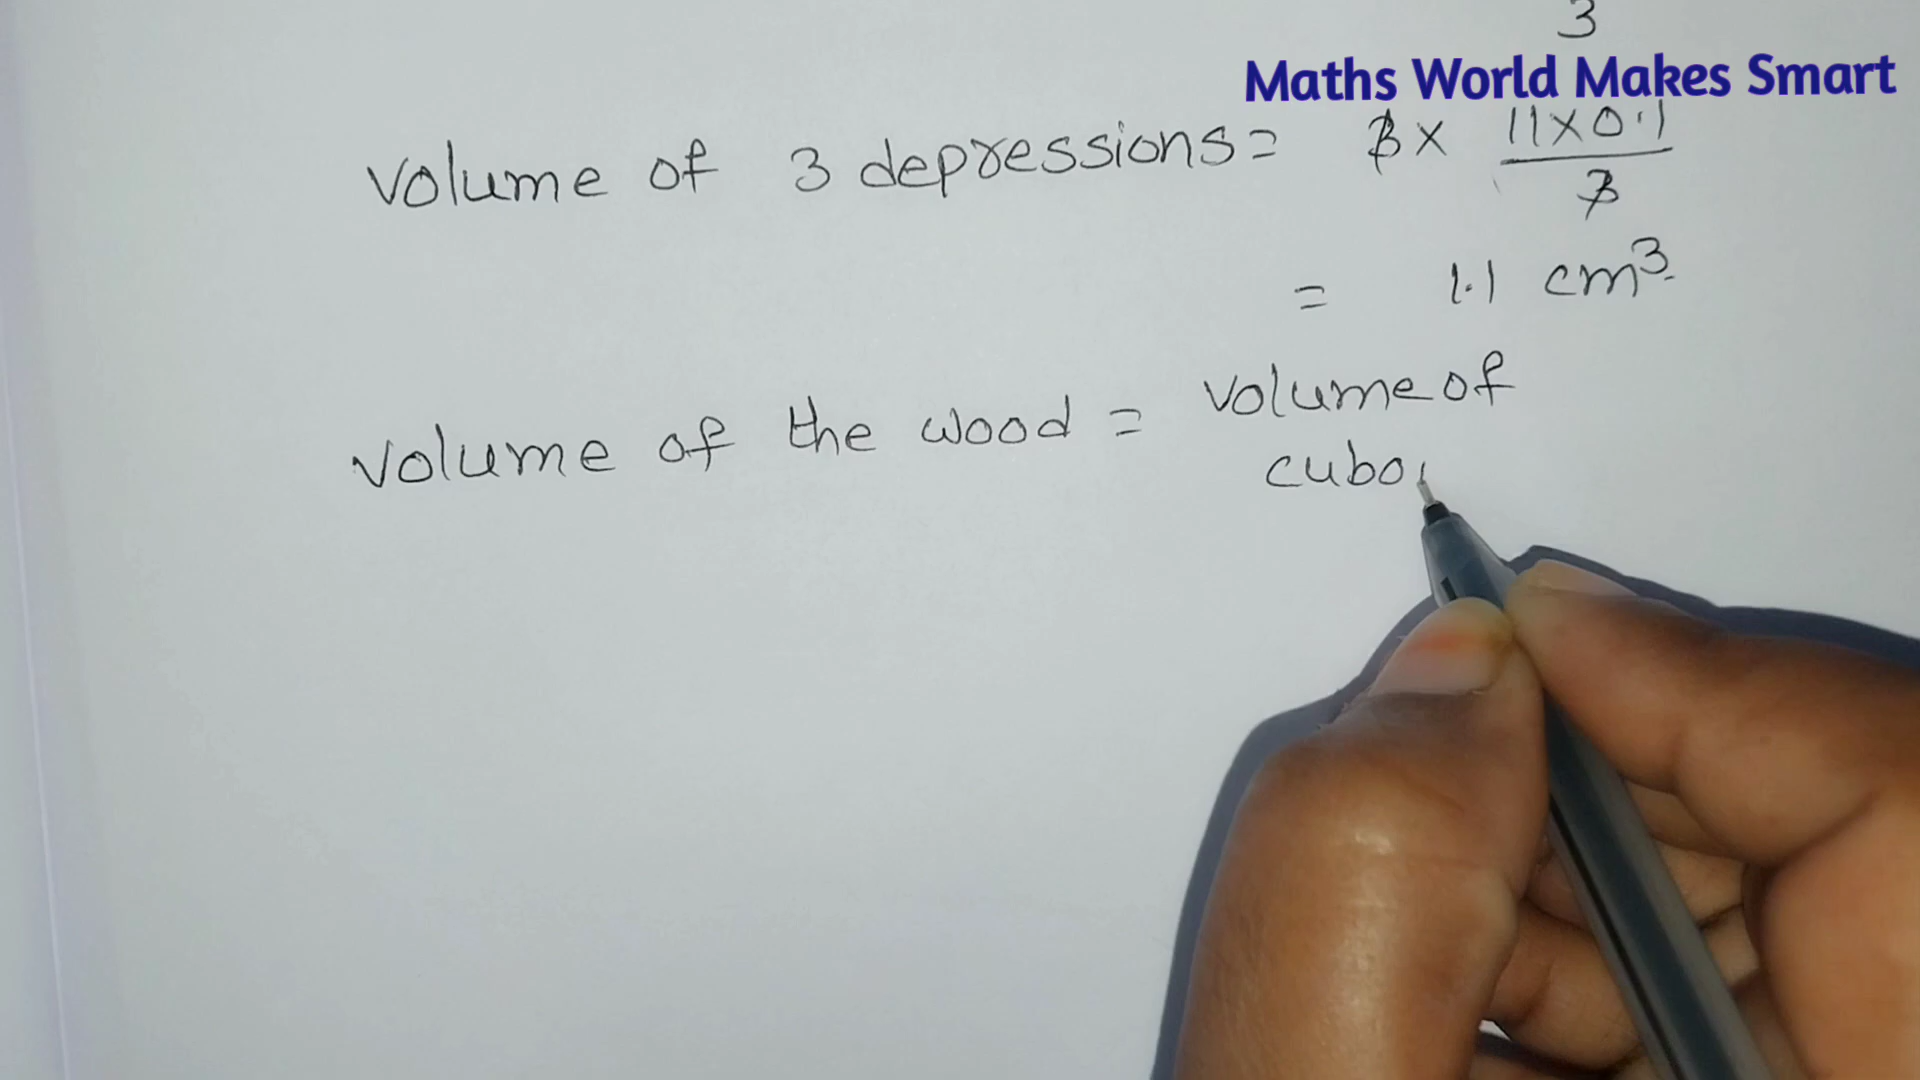 3
Maths World Makes Smart
volume of 3 depressions = 3 × 11×0.1 / 3
= 1.1 cm³
volume of the wood = volume of
cuboi